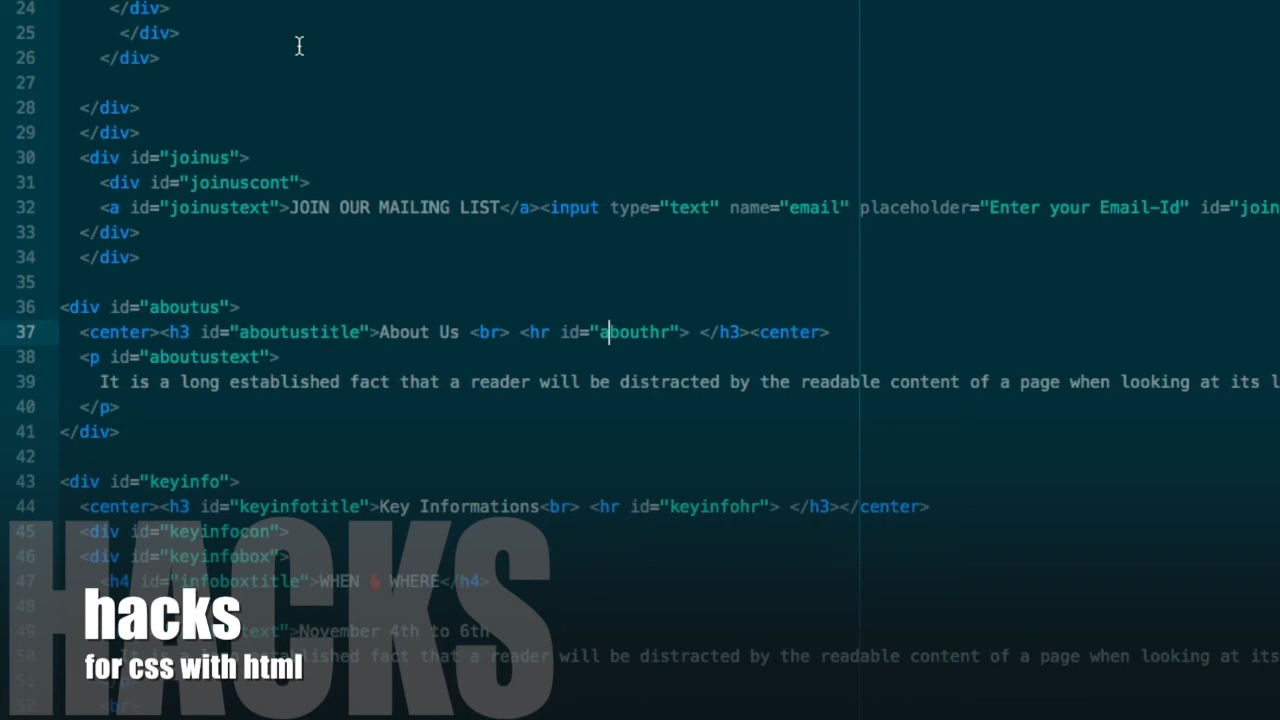 24 </div>
25 </div>
26 </div>
27
28 </div>
29 </div>
30 <div id="joinus">
31 <div id="joinuscont">
32 <a id="joinustext">JOIN OUR MAILING LIST</a><input type="text" name="email" placeholder="Enter your Email-Id" id="join
33 </div>
34 </div>
35
36 <div id="aboutus">
37 <center><h3 id="aboutustitle">About Us <br> <hr id="abouthr"> </h3><center>
38 <p id="aboutustext">
39 It is a long established fact that a reader will be distracted by the readable content of a page when looking at its l
40 </p>
41 </div>
42
43 <div id="keyinfo">
44 <center><h3 id="keyinfotitle">Key Informations<br> <hr id="keyinfohr"> </h3></center>
45 <div id="keyinfocon">
46 <div id="keyinfobox">
47 <h4 id="infoboxtitle">WHEN & WHERE</h4>
48
49 text">November 4th to 6th
50 It is a long established fact that a reader will be distracted by the readable content of a page when looking at its
51
52 <br>
HACKS
hacks
for css with html